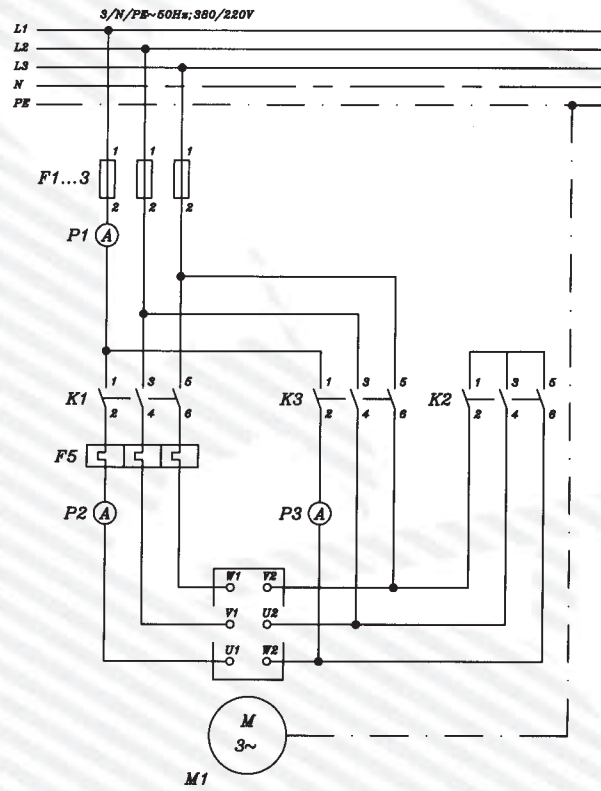 3/N/PE~50Hz;380/220V
L1
L2
L3
N
PE
1 1 1
F1...3
2 2 2
P1 A
1 3 5 1 3 5 1 3 5
K1 K3 K2
2 4 6 2 4 6 2 4 6
F5
P2 A P3 A
W1 V2
V1 U2
U1 W2
M
3~
M1